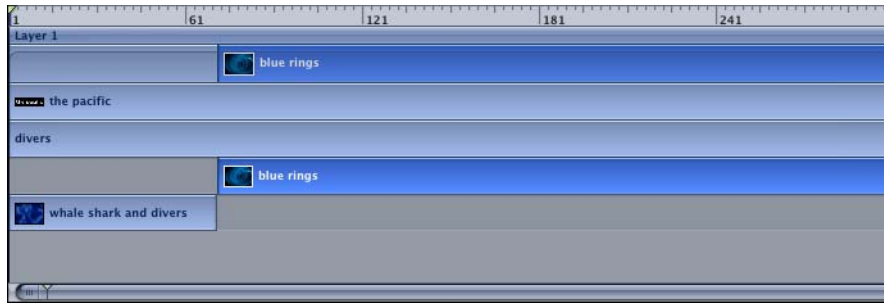 1 61 121 181 241
Layer 1
blue rings
the pacific
divers
blue rings
whale shark and divers